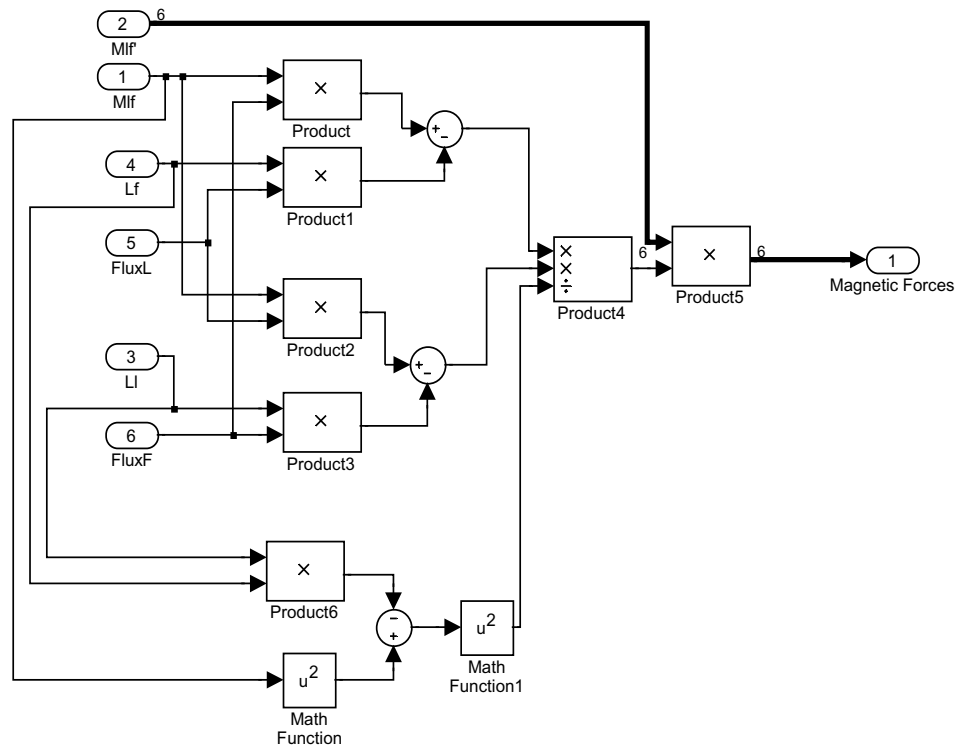 2
6
Mlf'
1
Mlf
×
Product
+
−
4
Lf
×
Product1
5
FluxL
×
×
÷
Product4
6
×
Product5
6
1
Magnetic Forces
×
Product2
3
Ll
+
−
6
FluxF
×
Product3
×
Product6
−
+
u2
Math
Function1
u2
Math
Function